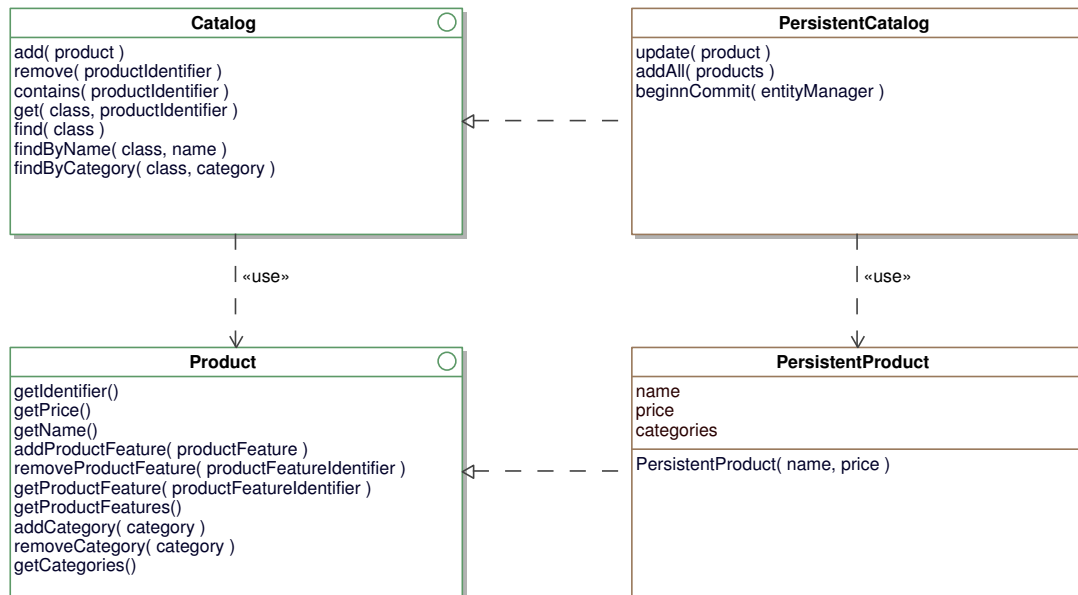 Catalog
add( product )
remove( productIdentifier )
contains( productIdentifier )
get( class, productIdentifier )
find( class )
findByName( class, name )
findByCategory( class, category )
PersistentCatalog
update( product )
addAll( products )
beginnCommit( entityManager )
«use»
«use»
Product
getIdentifier()
getPrice()
getName()
addProductFeature( productFeature )
removeProductFeature( productFeatureIdentifier )
getProductFeature( productFeatureIdentifier )
getProductFeatures()
addCategory( category )
removeCategory( category )
getCategories()
PersistentProduct
name
price
categories
PersistentProduct( name, price )